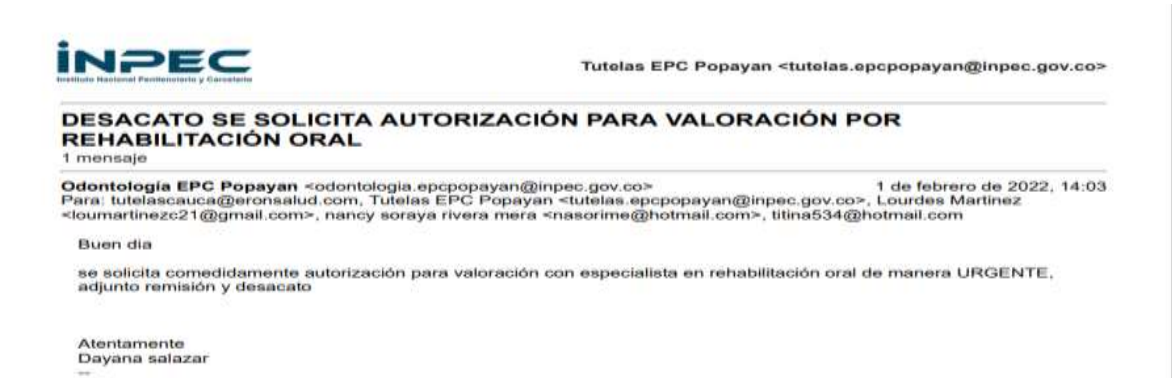 INPEC
Instituto Nacional Penitenciario y Carcelario
Tutelas EPC Popayan <tutelas.epcpopayan@inpec.gov.co>
DESACATO SE SOLICITA AUTORIZACIÓN PARA VALORACIÓN POR
REHABILITACIÓN ORAL
1 mensaje
Odontología EPC Popayan <odontologia.epcpopayan@inpec.gov.co> 1 de febrero de 2022, 14:03
Para: tutelascauca@eronsalud.com, Tutelas EPC Popayan <tutelas.epcpopayan@inpec.gov.co>, Lourdes Martinez
<loumartinezc21@gmail.com>, nancy soraya rivera mera <nasorime@hotmail.com>, titina534@hotmail.com
Buen dia
se solicita comedidamente autorización para valoración con especialista en rehabilitación oral de manera URGENTE,
adjunto remisión y desacato
Atentamente
Dayana salazar
--